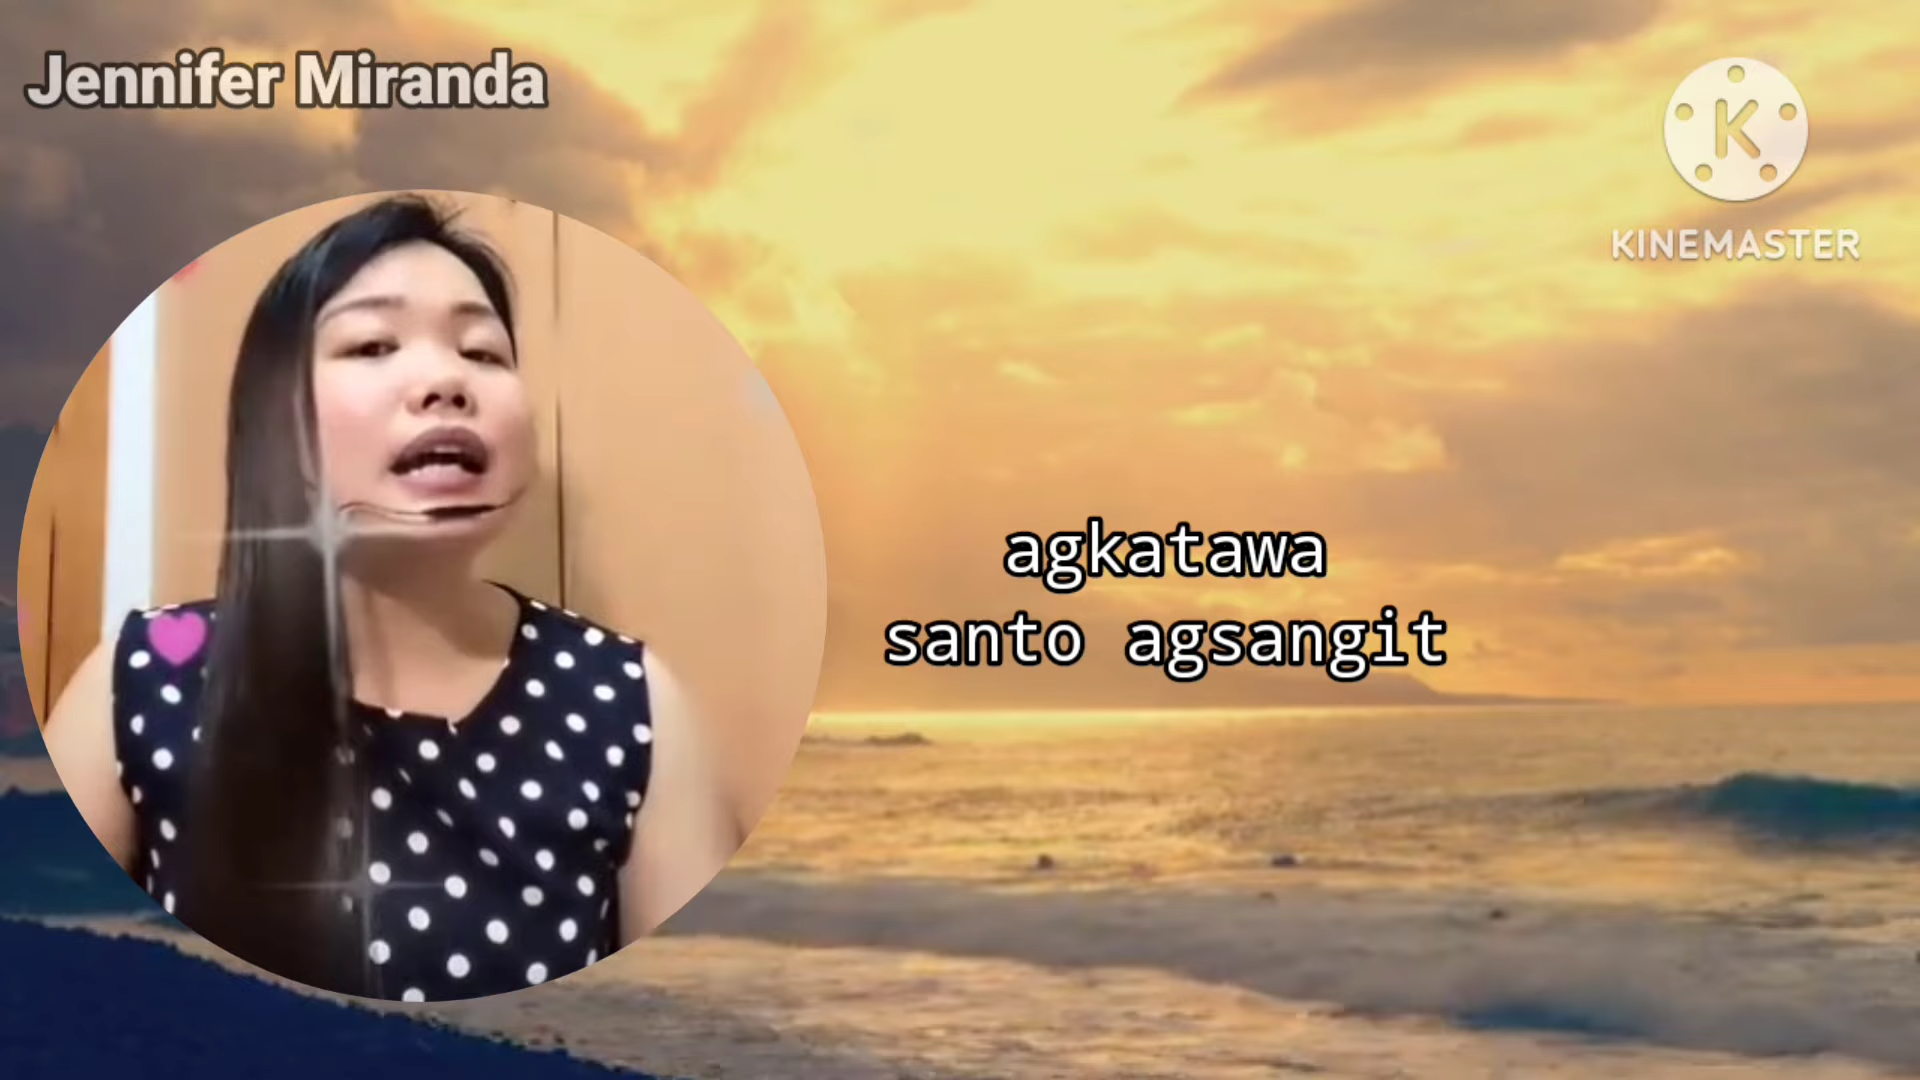 Jennifer Miranda
K
KINEMASTER
agkatawa
santo agsangit